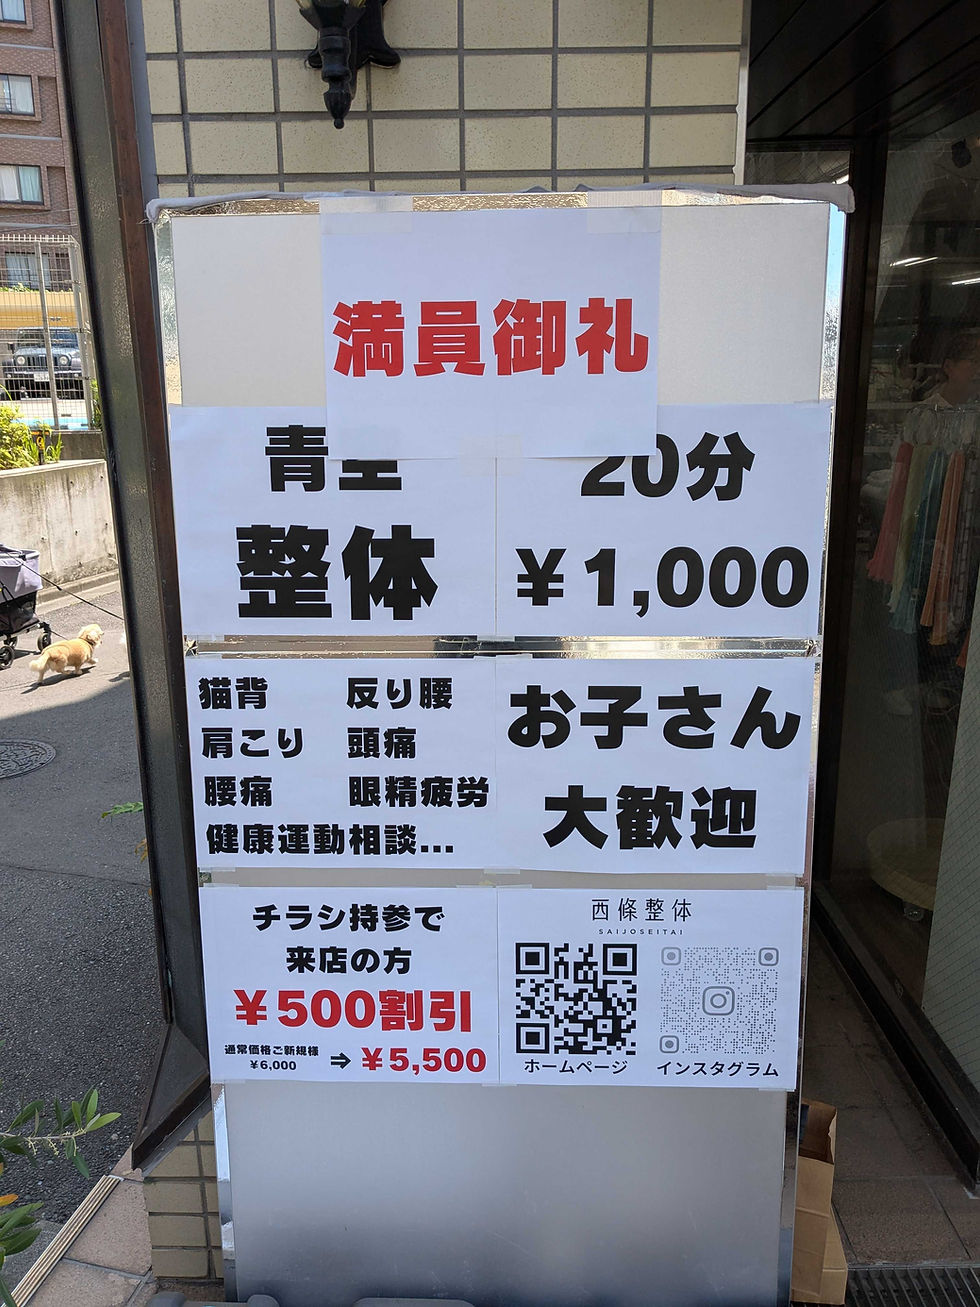 満員御礼
青空
整体
20分
¥1,000
猫背 反り腰
肩こり 頭痛
腰痛 眼精疲労
健康運動相談...
お子さん
大歓迎
チラシ持参で
来店の方
¥500割引
通常価格ご新規様
¥6,000
➔ ¥5,500
西條整体
SAIJOSEITAI
ホームページ
インスタグラム